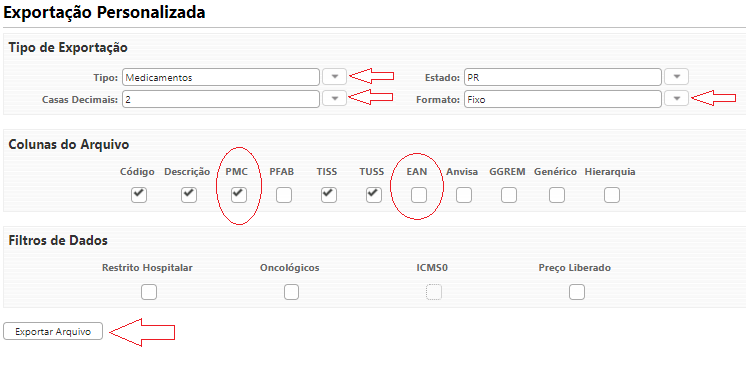 Exportação Personalizada
Tipo de Exportação
Tipo: Medicamentos Estado: PR
Casas Decimais: 2 Formato: Fixo
Colunas do Arquivo
Código Descrição PMC PFAB TISS TUSS EAN Anvisa GGREM Genérico Hierarquia
Filtros de Dados
Restrito Hospitalar Oncológicos ICMS0 Preço Liberado
Exportar Arquivo